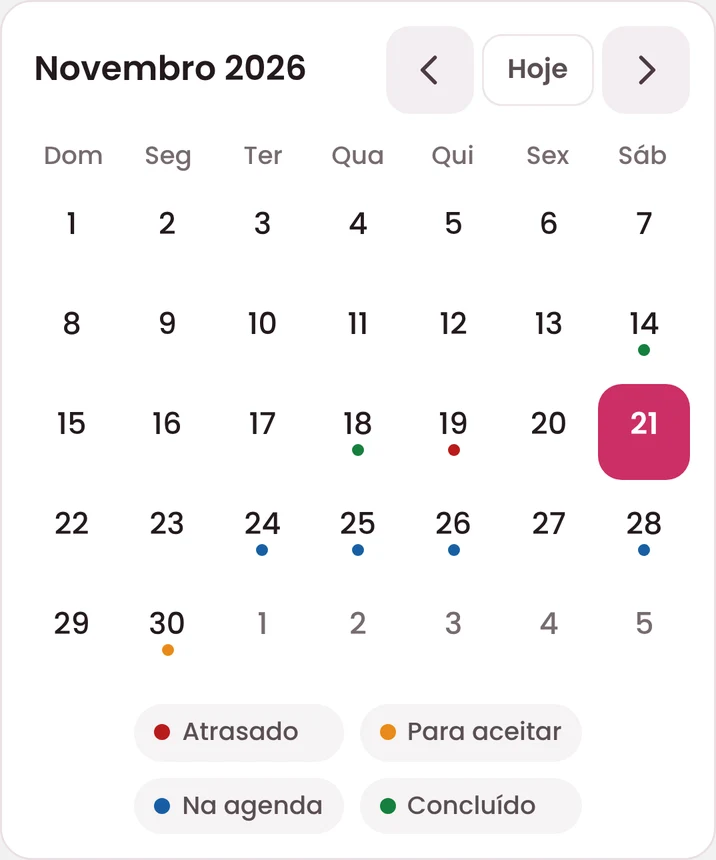 Novembro 2026 Hoje
Dom Seg Ter Qua Qui Sex Sáb
1 2 3 4 5 6 7
8 9 10 11 12 13 14
15 16 17 18 19 20 21
22 23 24 25 26 27 28
29 30 1 2 3 4 5
Atrasado Para aceitar
Na agenda Concluído